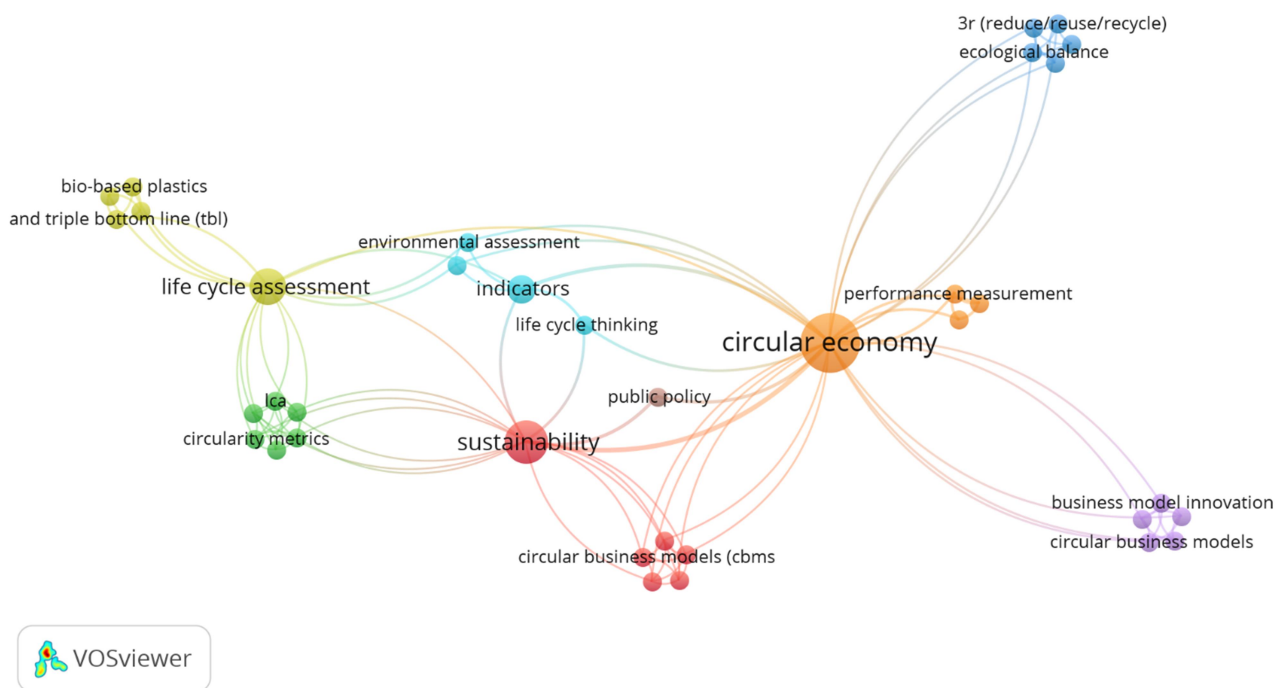 3r (reduce/reuse/recycle)
ecological balance
bio-based plastics
and triple bottom line (tbl)
environmental assessment
life cycle assessment
indicators
performance measurement
life cycle thinking
circular economy
public policy
lca
circularity metrics
sustainability
business model innovation
circular business models
circular business models (cbms
VOSviewer